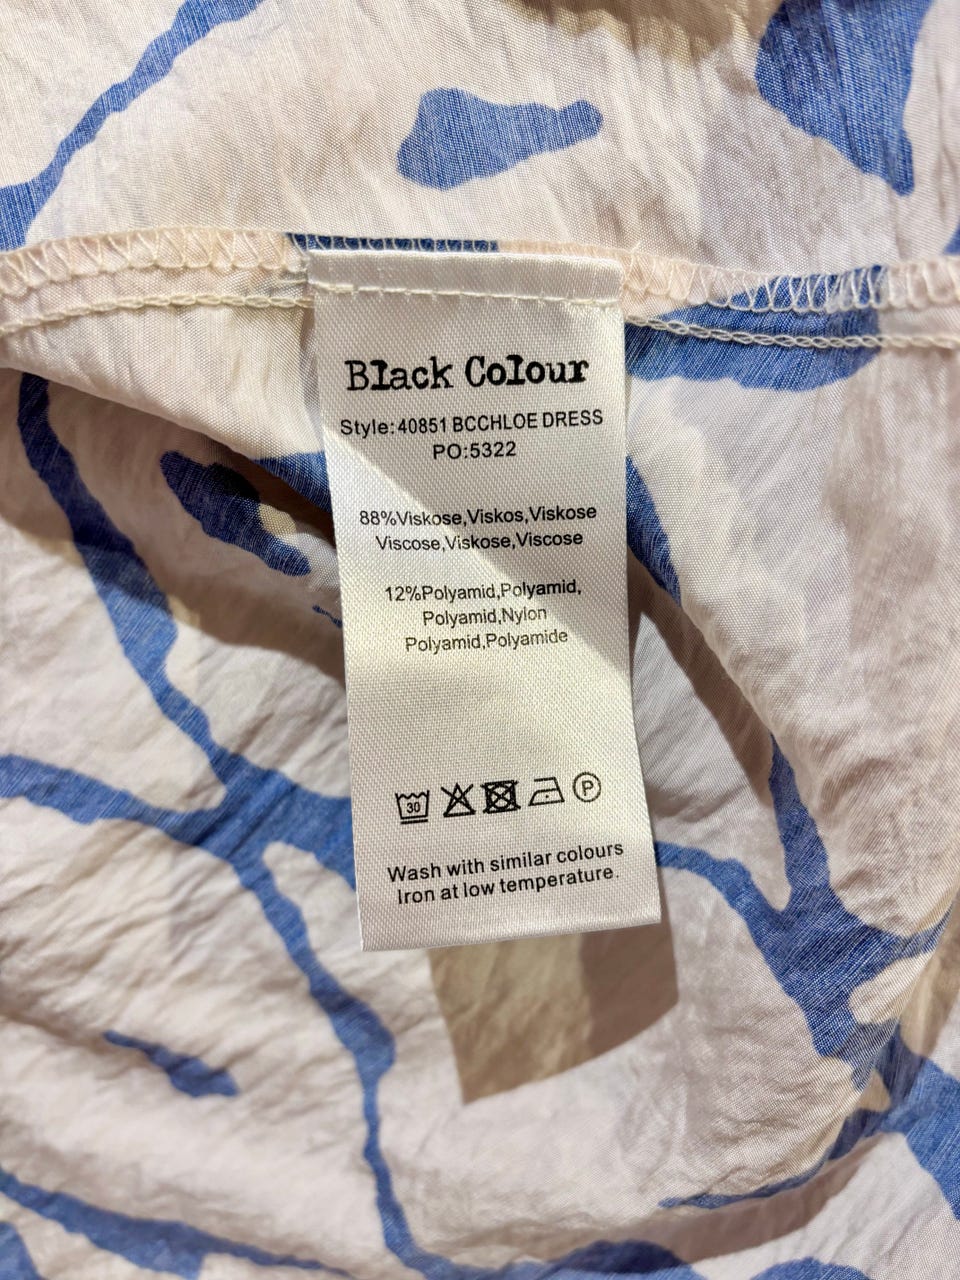 Black Colour
Style:40851 BCCHLOE DRESS
PO:5322
88%Viskose,Viskos,Viskose
Viscose,Viskose,Viscose
12%Polyamid,Polyamid,
Polyamid,Nylon
Polyamid,Polyamide
30
P
Wash with similar colours
Iron at low temperature.